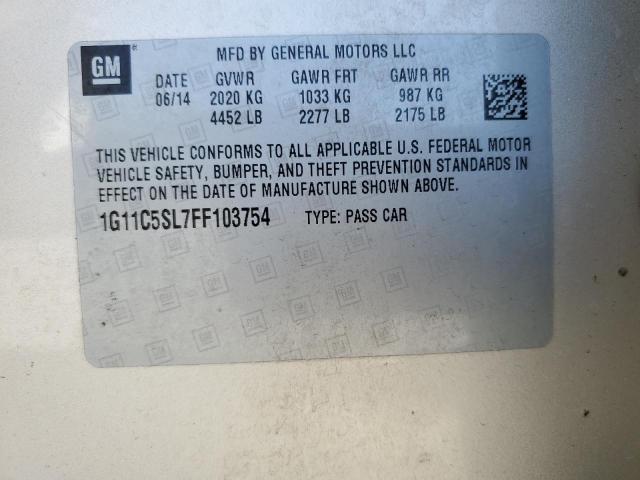 GM
MFD BY GENERAL MOTORS LLC
DATE GVWR GAWR FRT GAWR RR
06/14 2020 KG 1033 KG 987 KG
4452 LB 2277 LB 2175 LB
THIS VEHICLE CONFORMS TO ALL APPLICABLE U.S. FEDERAL MOTOR
VEHICLE SAFETY, BUMPER, AND THEFT PREVENTION STANDARDS IN
EFFECT ON THE DATE OF MANUFACTURE SHOWN ABOVE.
1G11C5SL7FF103754 TYPE: PASS CAR